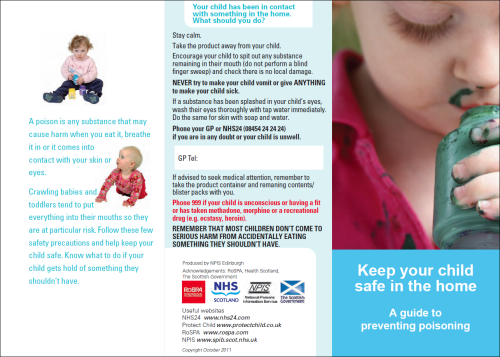 A poison is any substance that may
cause harm when you eat it, breathe
it in or it comes into
contact with your skin or
eyes.
Crawling babies and
toddlers tend to put
everything into their mouths so they
are at particular risk. Follow these few
safety precautions and help keep your
child safe. Know what to do if your
child gets hold of something they
shouldn't have.
Your child has been in contact
with something in the home.
What should you do?
Stay calm.
Take the product away from your child.
Encourage your child to spit out any substance
remaining in their mouth (do not perform a blind
finger sweep) and check there is no local damage.
NEVER try to make your child vomit or give ANYTHING
to make your child sick.
If a substance has been splashed in your child's eyes,
wash their eyes thoroughly with tap water immediately.
Do the same for skin with soap and water.
Phone your GP or NHS24 (08454 24 24 24)
if you are in any doubt or your child is unwell.
GP Tel:
If advised to seek medical attention, remember to
take the product container and remaning contents/
blister packs with you.
Phone 999 if your child is unconscious or having a fit
or has taken methadone, morphine or a recreational
drug (e.g. ecstasy, heroin).
REMEMBER THAT MOST CHILDREN DON'T COME TO
SERIOUS HARM FROM ACCIDENTALLY EATING
SOMETHING THEY SHOULDN'T HAVE.
Produced by NPIS Edinburgh
Acknowledgements: RoSPA, Health Scotland,
The Scottish Government
RoSPA
NHS
SCOTLAND
NPIS
National Poisons
Information Service
The Scottish
Government
Useful websites
NHS24 www.nhs24.com
Protect Child www.protectchild.co.uk
RoSPA www.rospa.com
NPIS www.spib.scot.nhs.uk
Copyright October 2011
Keep your child
safe in the home
A guide to
preventing poisoning